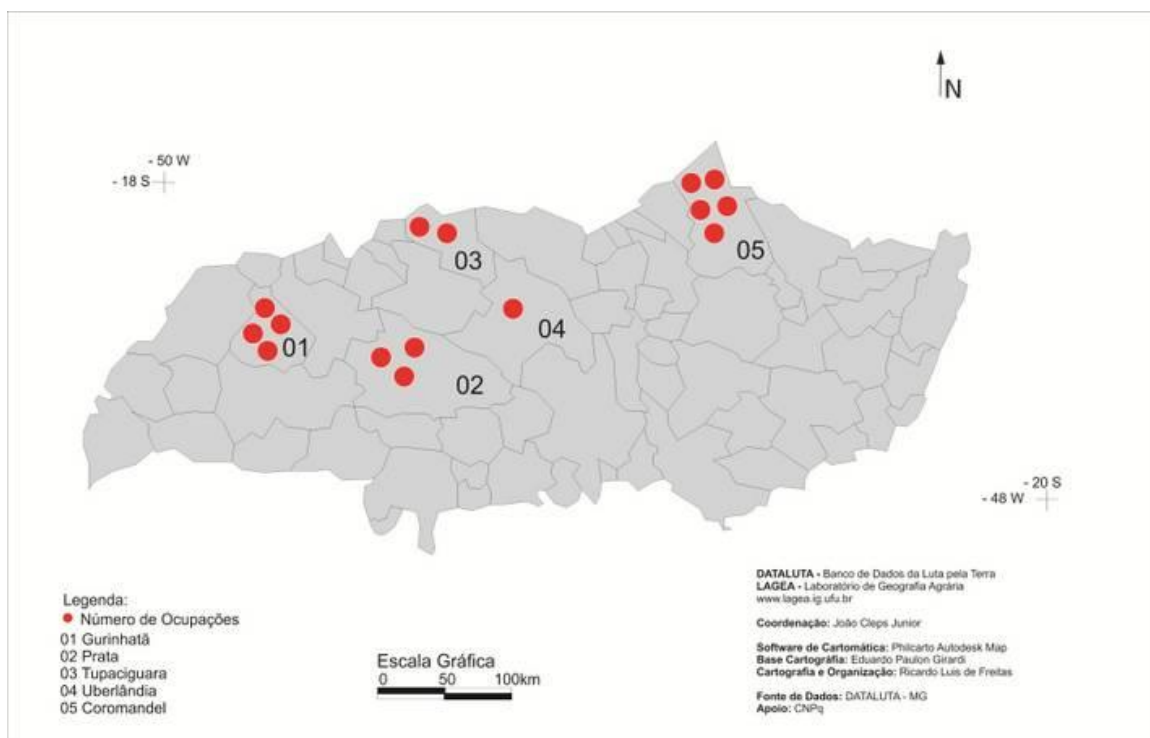 N
- 50 W
- 18 S
03
05
01
04
02
- 20 S
- 48 W
DATALUTA - Banco de Dados da Luta pela Terra
LAGEA - Laboratório de Geografia Agrária
www.lagea.ig.ufu.br
Coordenação: João Cleps Junior
Software de Cartomática: Philcarto Autodesk Map
Base Cartográfia: Eduardo Paulon Girardi
Cartografia e Organização: Ricardo Luis de Freitas
Fonte de Dados: DATALUTA - MG
Apoio: CNPq
Legenda:
Número de Ocupações
01 Gurinhatã
02 Prata
03 Tupaciguara
04 Uberlândia
05 Coromandel
Escala Gráfica
0 50 100km